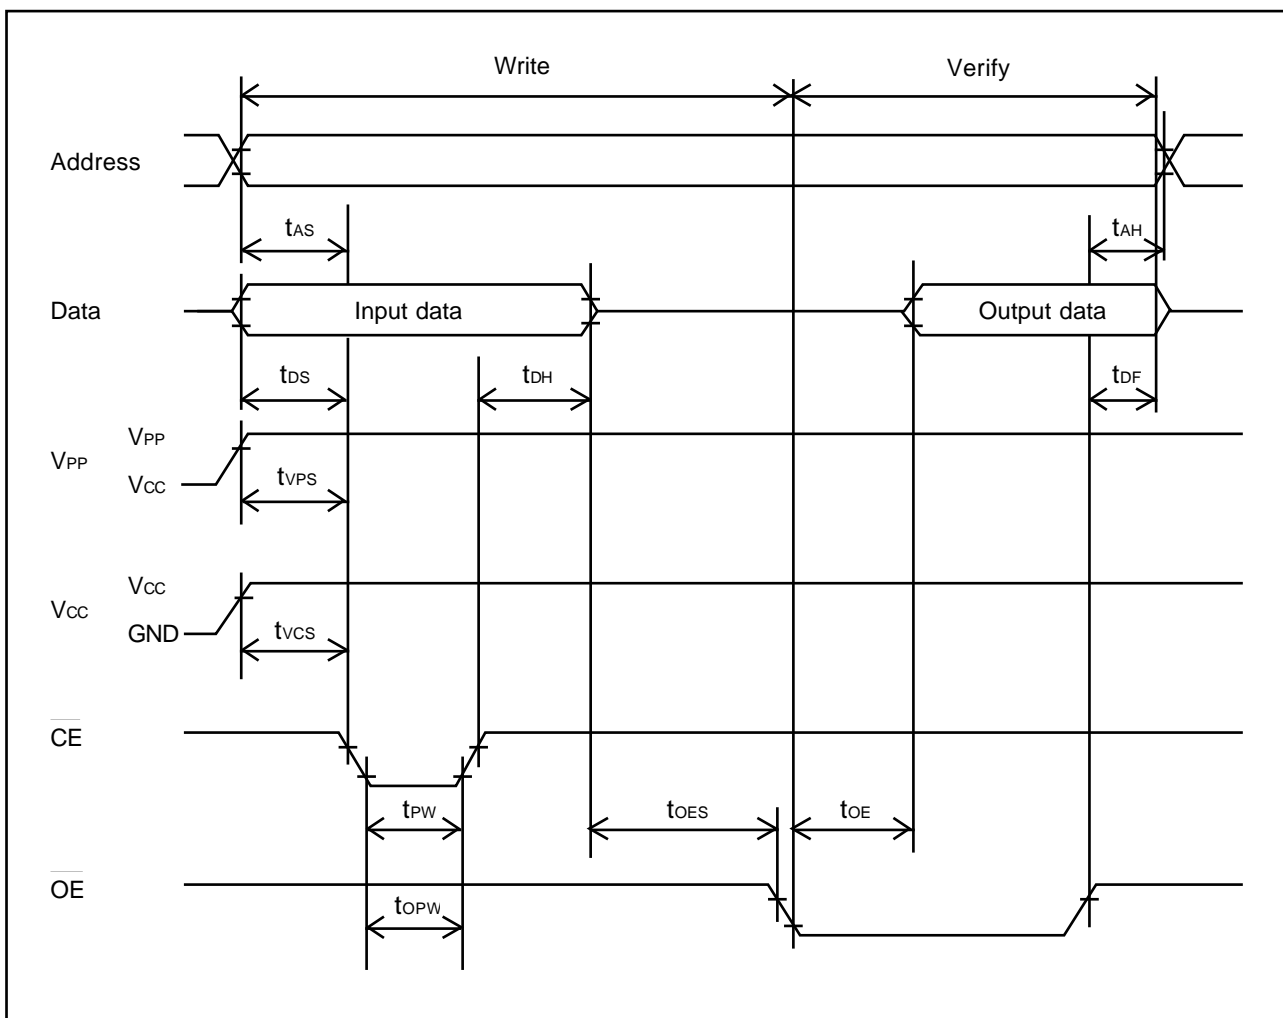 Write
Verify
Address
tAS
tAH
Data
Input data
Output data
tDS
tDH
tDF
VPP
VPP
VCC
tVPS
VCC
VCC
GND
tVCS
CE
tPW
tOES
tOE
OE
tOPW